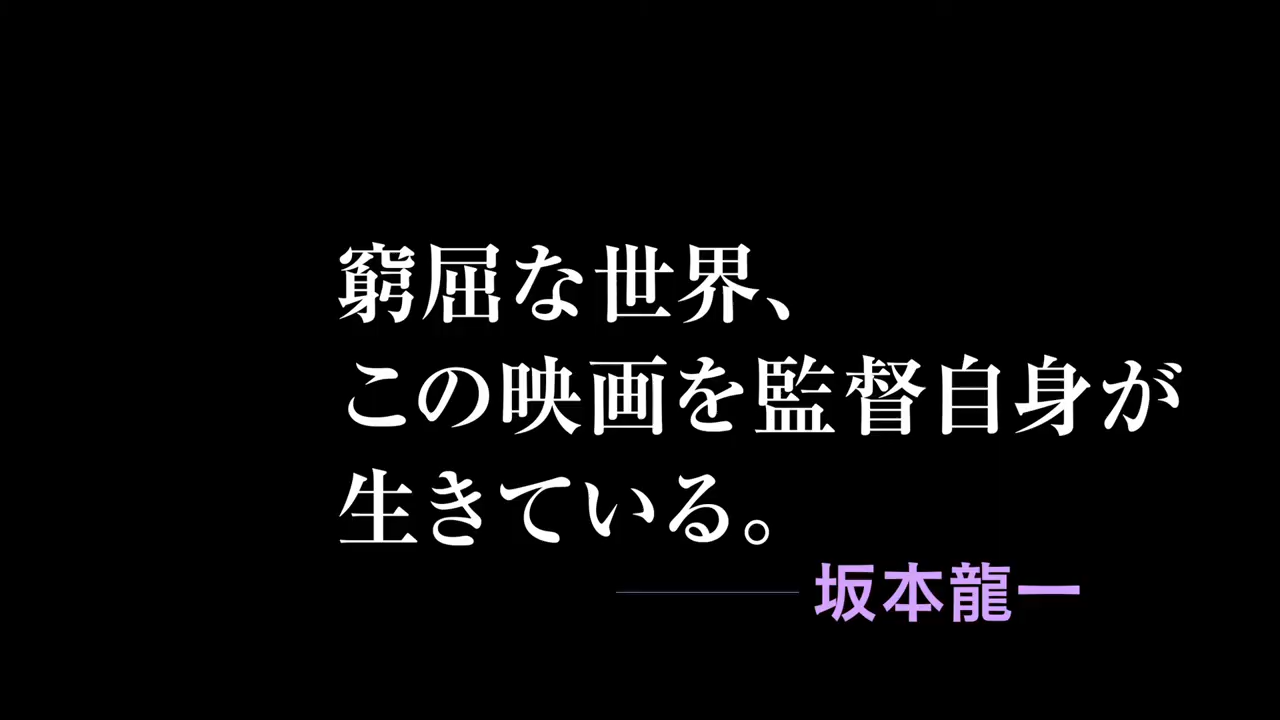 窮屈な世界、
この映画を監督自身が
生きている。
坂本龍一